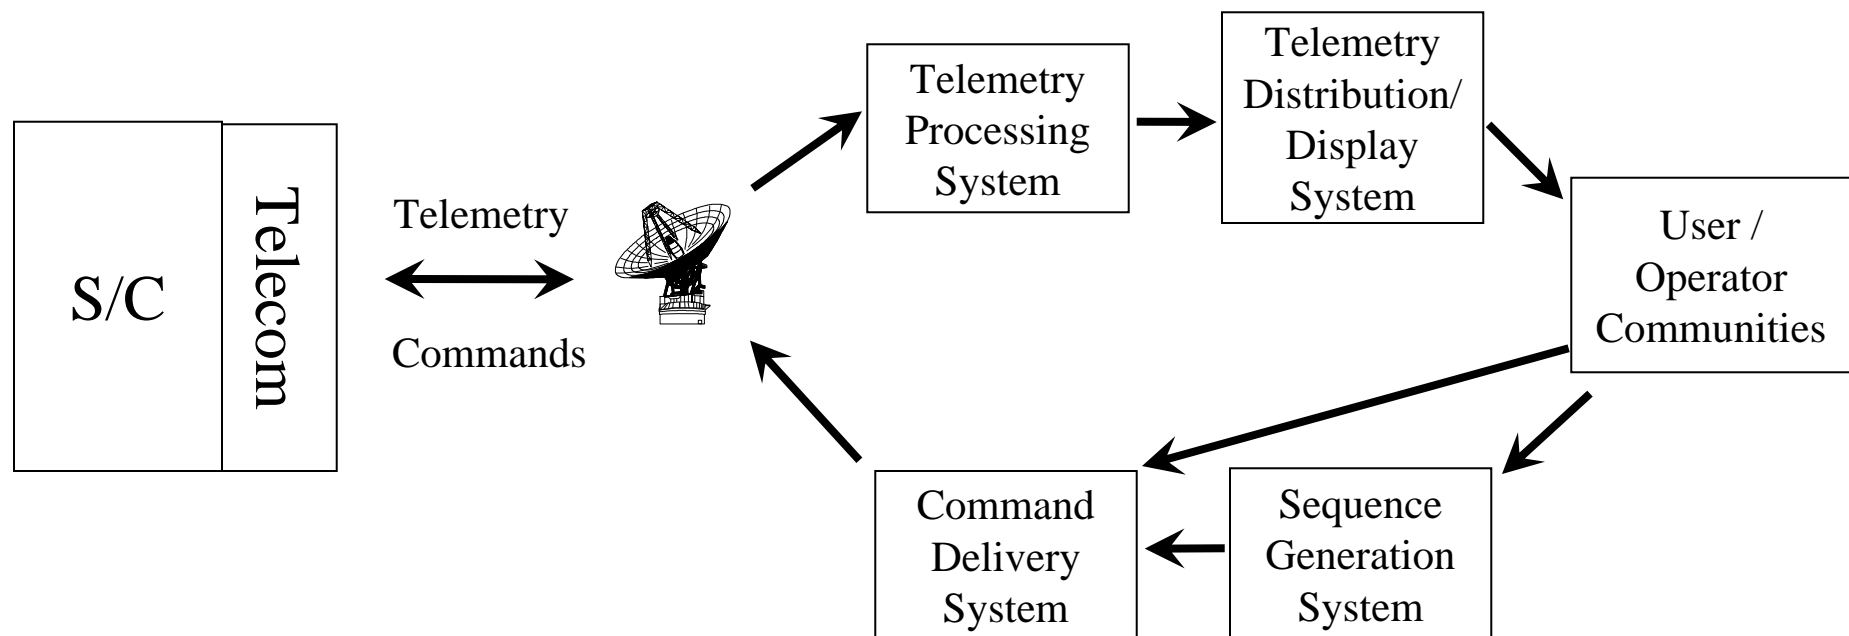 S/C
Telecom
Telemetry
Commands
Telemetry
Processing
System
Telemetry
Distribution/
Display
System
User /
Operator
Communities
Command
Delivery
System
Sequence
Generation
System